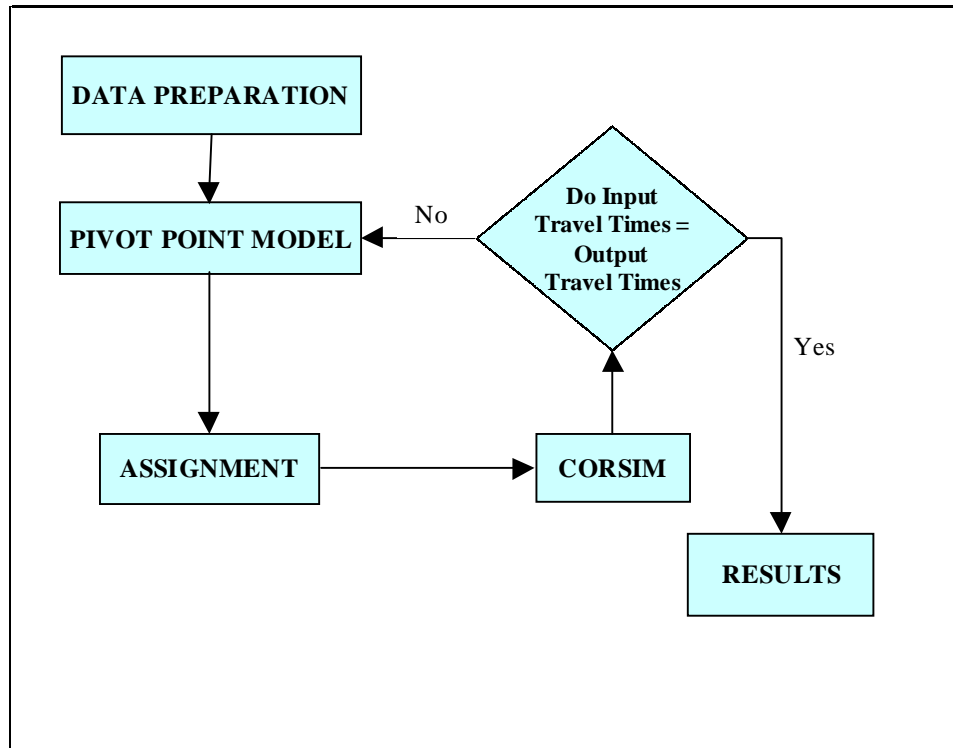 DATA PREPARATION
PIVOT POINT MODEL
No
Do Input
Travel Times =
Output
Travel Times
Yes
ASSIGNMENT
CORSIM
RESULTS